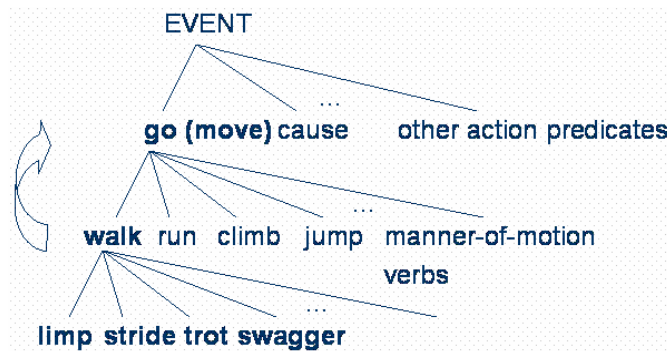 EVENT
...
go (move) cause other action predicates
...
walk run climb jump manner-of-motion
verbs
...
limp stride trot swagger